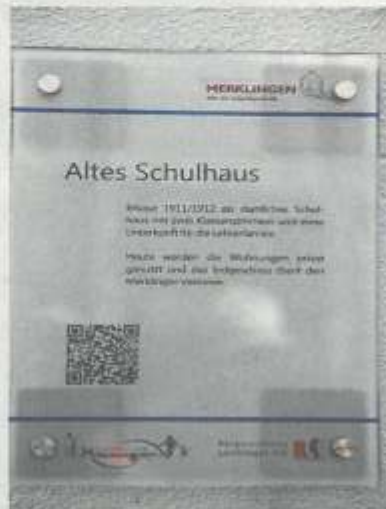 MERKLINGEN
Altes Schulhaus
Erbaut 1911/1912 als stattliches Schul-
haus mit zwei Klassenzimmern und einer
Unterkunft für die Lehrerfamilie.
Heute werden die Wohnungen privat
genutzt und das Erdgeschoss dient den
Merklinger Vereinen.